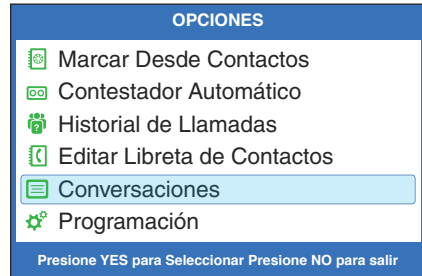 OPCIONES
Marcar Desde Contactos
Contestador Automático
Historial de Llamadas
Editar Libreta de Contactos
Conversaciones
Programación
Presione YES para Seleccionar Presione NO para salir